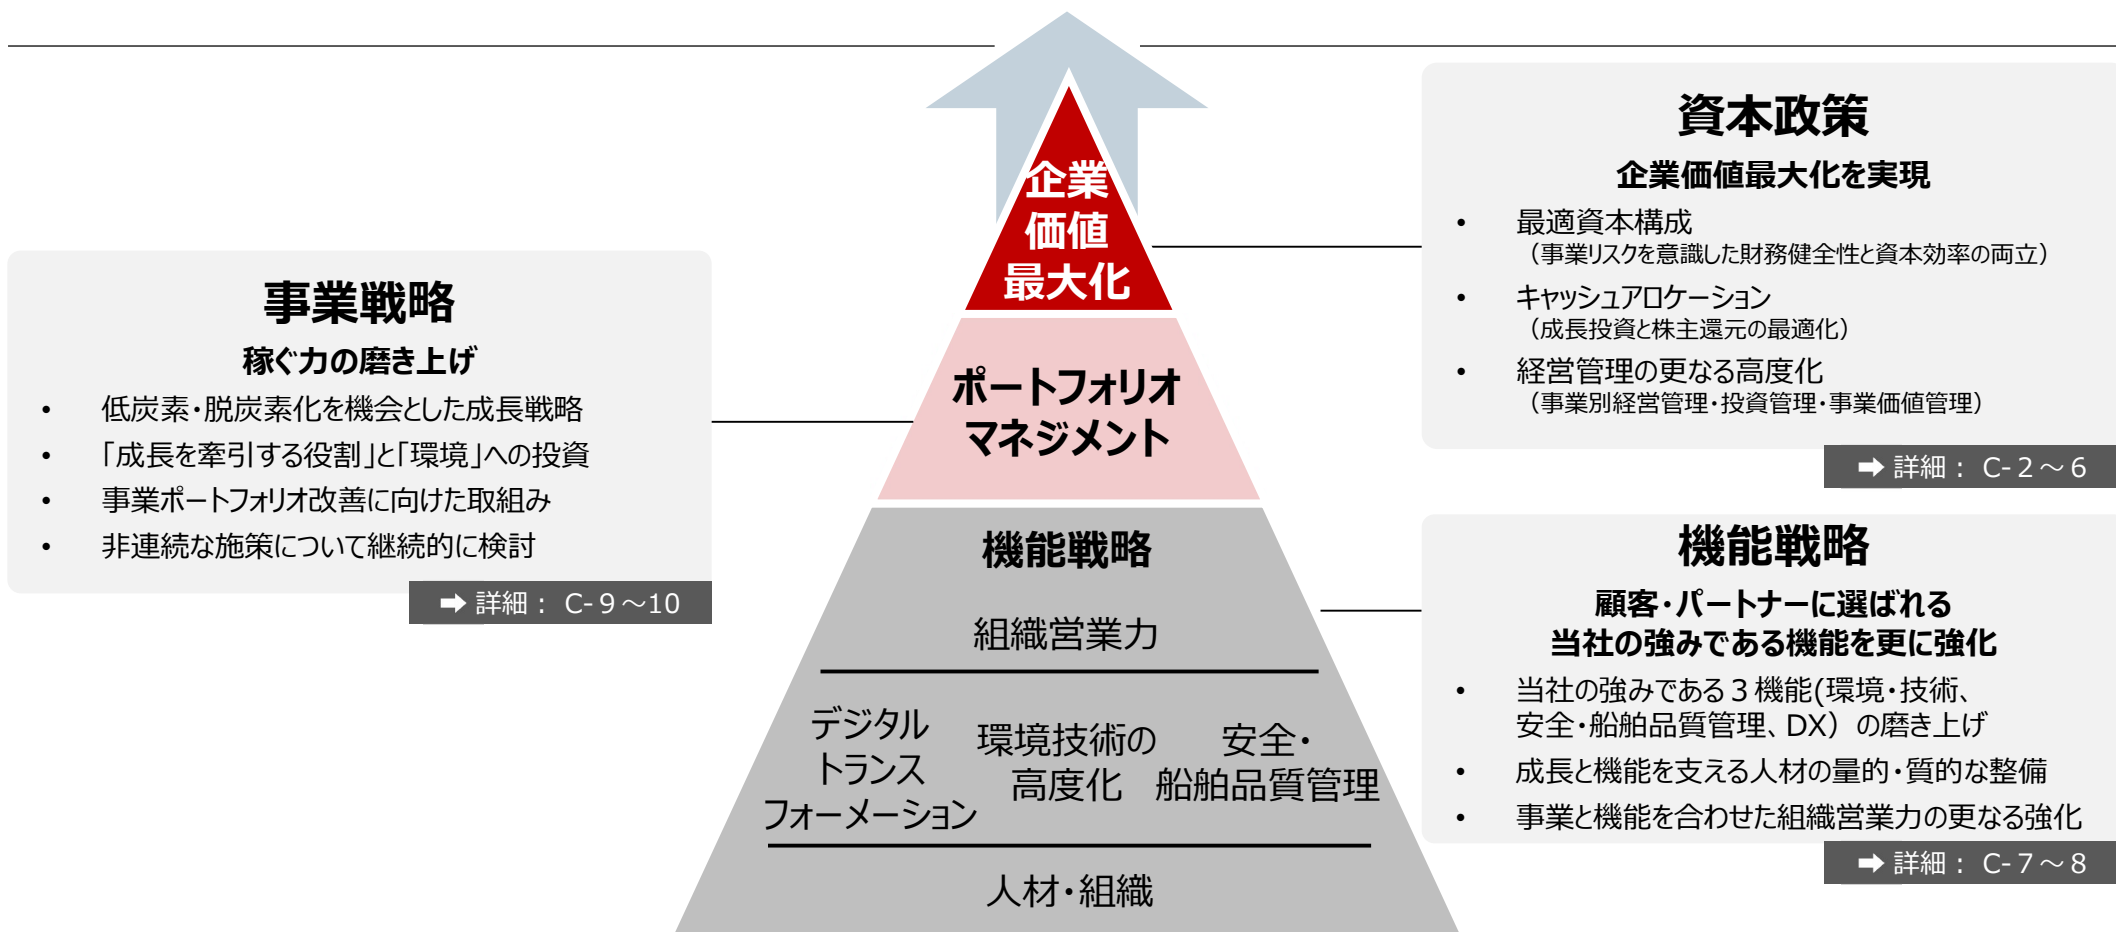 企業
価値
最大化
ポートフォリオ
マネジメント
機能戦略
組織営業力
デジタル
トランス
フォーメーション
環境技術の
高度化
安全・
船舶品質管理
人材・組織
事業戦略
稼ぐ力の磨き上げ
• 低炭素・脱炭素化を機会とした成長戦略
• 「成長を牽引する役割」と「環境」への投資
• 事業ポートフォリオ改善に向けた取組み
• 非連続な施策について継続的に検討
➡ 詳細： C-９～10
資本政策
企業価値最大化を実現
• 最適資本構成
（事業リスクを意識した財務健全性と資本効率の両立）
• キャッシュアロケーション
（成長投資と株主還元の最適化）
• 経営管理の更なる高度化
（事業別経営管理・投資管理・事業価値管理）
➡ 詳細： C-２～６
機能戦略
顧客・パートナーに選ばれる
当社の強みである機能を更に強化
• 当社の強みである３機能(環境・技術、
安全・船舶品質管理、DX）の磨き上げ
• 成長と機能を支える人材の量的・質的な整備
• 事業と機能を合わせた組織営業力の更なる強化
➡ 詳細： C-７～８